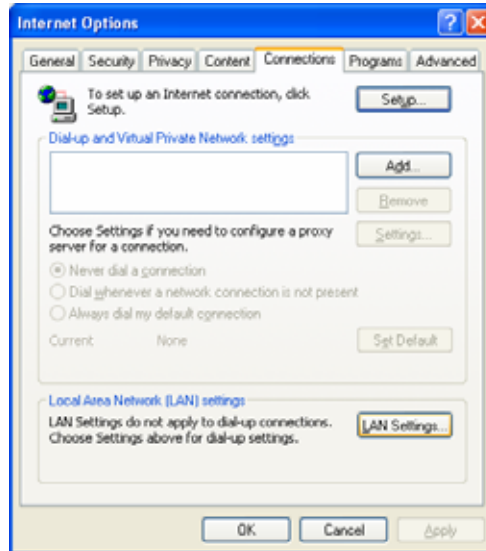 Internet Options
General Security Privacy Content Connections Programs Advanced
To set up an Internet connection, click
Setup.
Setup...
Dial-up and Virtual Private Network settings
Add...
Remove
Choose Settings if you need to configure a proxy
server for a connection.
Settings...
Never dial a connection
Dial whenever a network connection is not present
Always dial my default connection
Current None
Set Default
Local Area Network (LAN) settings
LAN Settings do not apply to dial-up connections.
Choose Settings above for dial-up settings.
LAN Settings...
OK Cancel Apply